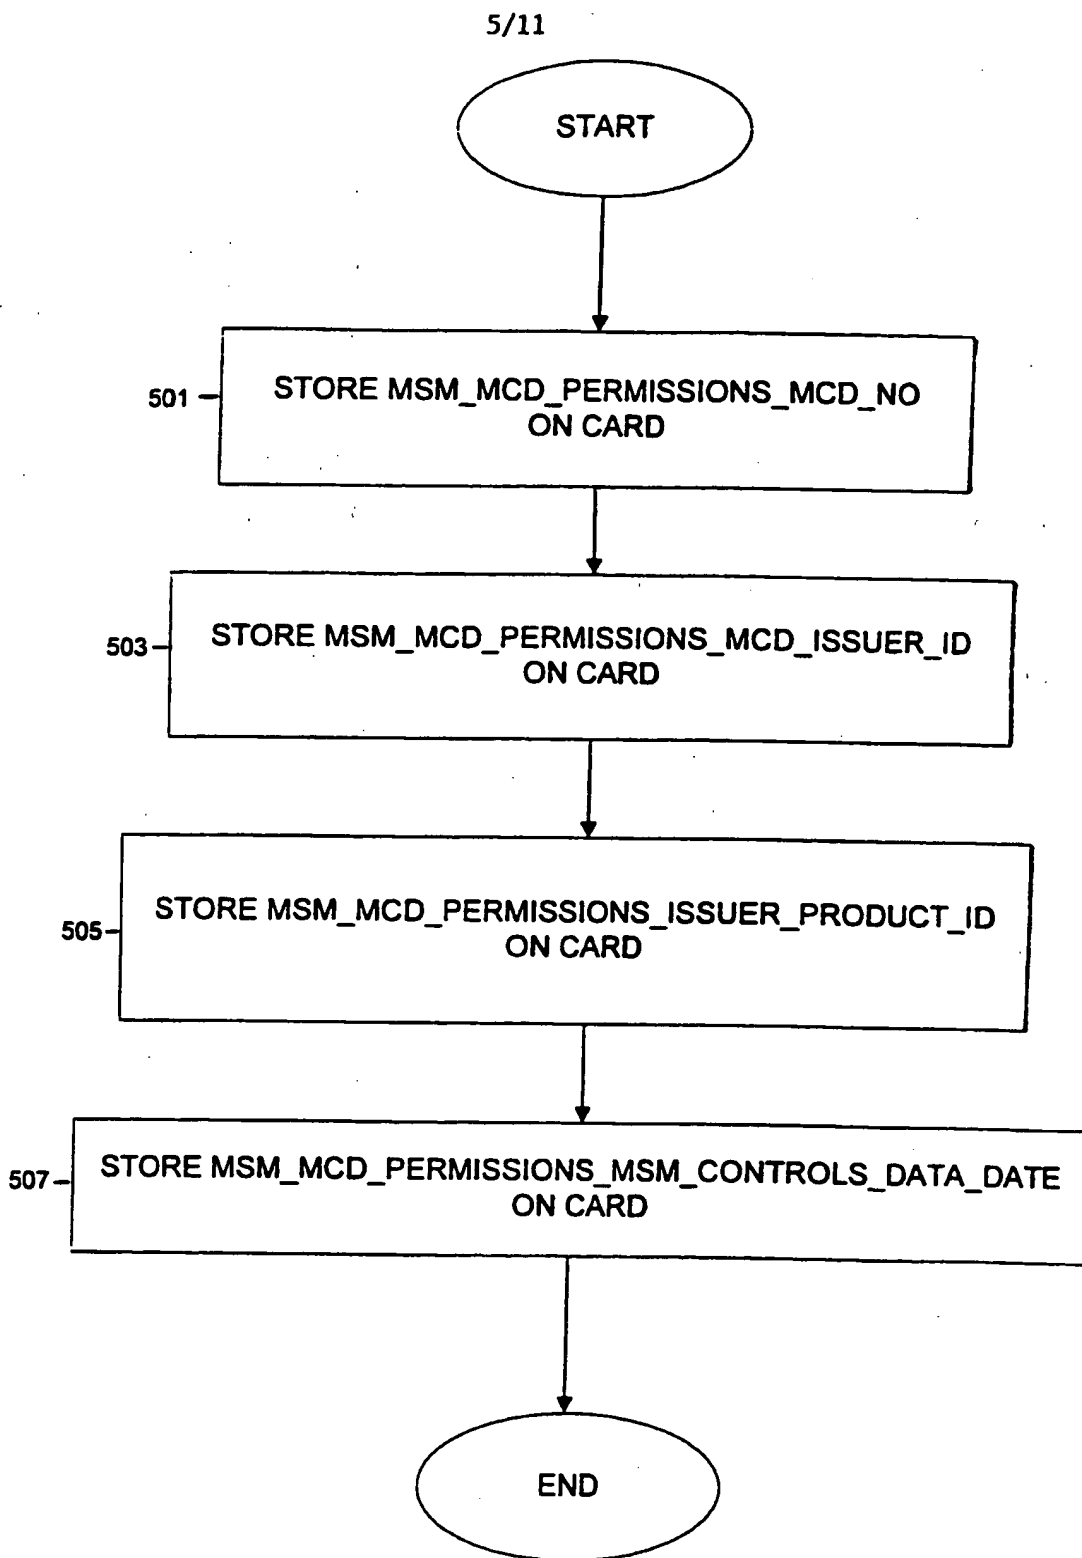 5/11
START
501
STORE MSM_MCD_PERMISSIONS_MCD_NO
ON CARD
503
STORE MSM_MCD_PERMISSIONS_MCD_ISSUER_ID
ON CARD
505
STORE MSM_MCD_PERMISSIONS_ISSUER_PRODUCT_ID
ON CARD
507
STORE MSM_MCD_PERMISSIONS_MSM_CONTROLS_DATA_DATE
ON CARD
END